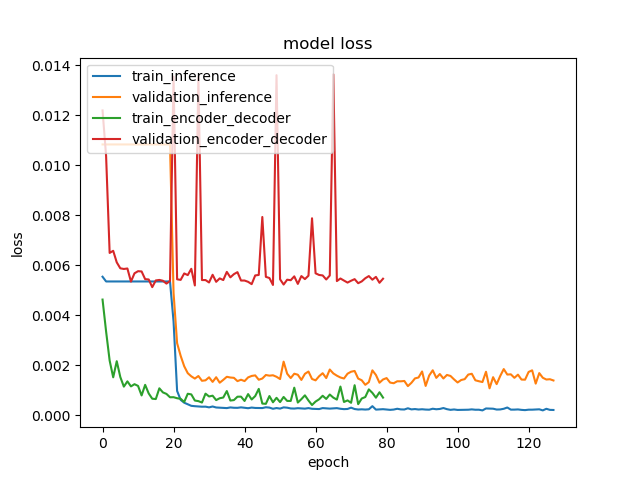 model loss
train_inference
validation_inference
train_encoder_decoder
validation_encoder_decoder
0.014
0.012
0.010
0.008
0.006
0.004
0.002
0.000
loss
0 20 40 60 80 100 120
epoch